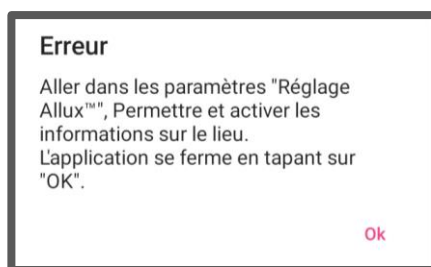 Erreur
Aller dans les paramètres "Réglage
Allux™", Permettre et activer les
informations sur le lieu.
L'application se ferme en tapant sur
"OK".
Ok